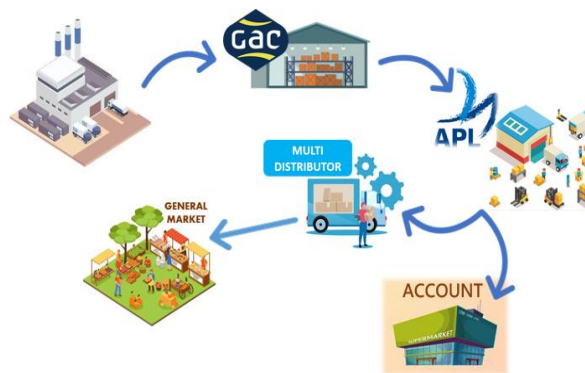 GAC
APL
MULTI
DISTRIBUTOR
GENERAL
MARKET
ACCOUNT
SUPERMARKET